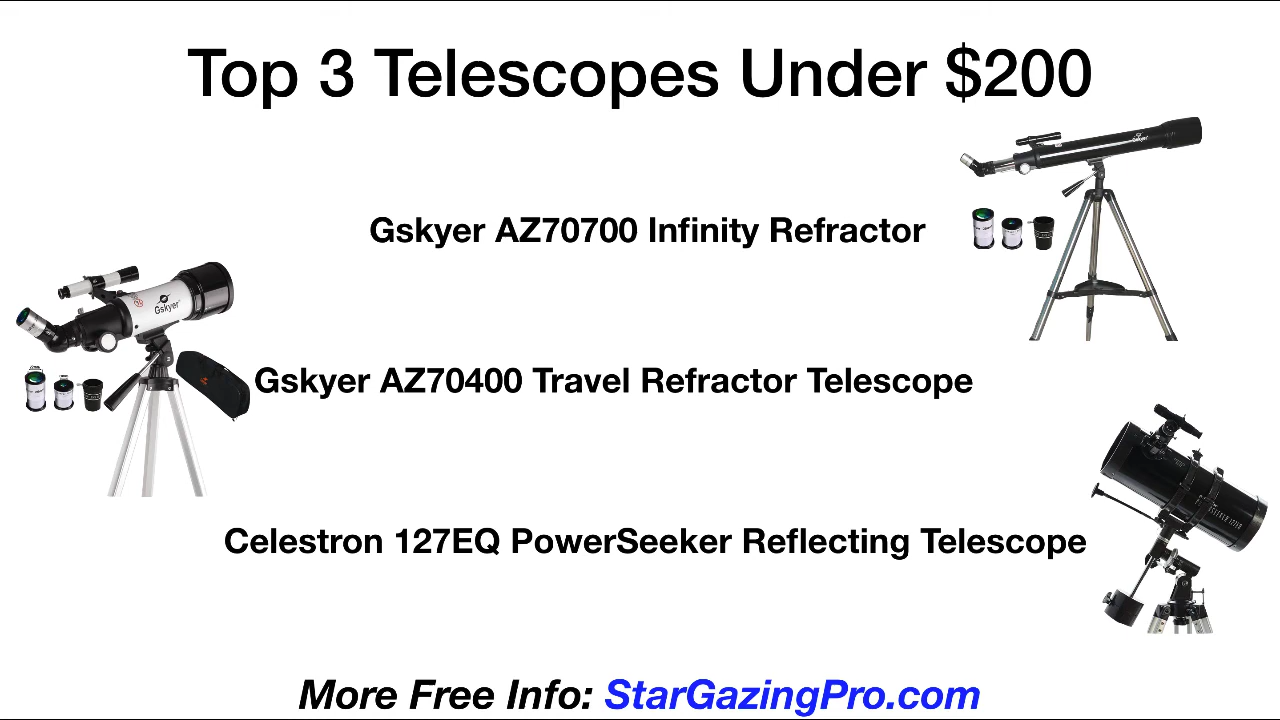 Top 3 Telescopes Under $200
Gskyer AZ70700 Infinity Refractor
Gskyer
Gskyer AZ70400 Travel Refractor Telescope
Celestron 127EQ PowerSeeker Reflecting Telescope
More Free Info: StarGazingPro.com